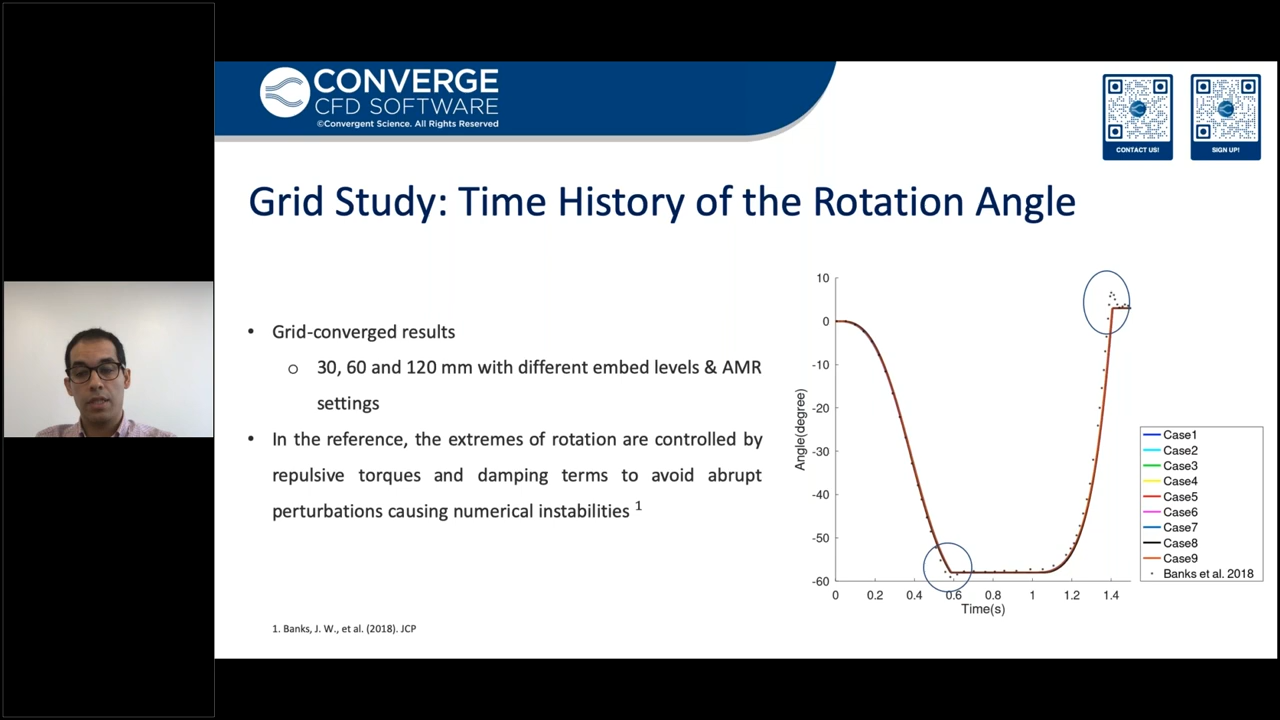 CONVERGE
CFD SOFTWARE
©Convergent Science. All Rights Reserved
CONTACT US!
SIGN UP!
Grid Study: Time History of the Rotation Angle
• Grid-converged results
o 30, 60 and 120 mm with different embed levels & AMR
settings
• In the reference, the extremes of rotation are controlled by
repulsive torques and damping terms to avoid abrupt
perturbations causing numerical instabilities 1
1. Banks, J. W., et al. (2018). JCP
Angle(degree)
10
0
-10
-20
-30
-40
-50
-60
0 0.2 0.4 0.6 0.8 1 1.2 1.4
Time(s)
Case1
Case2
Case3
Case4
Case5
Case6
Case7
Case8
Case9
Banks et al. 2018